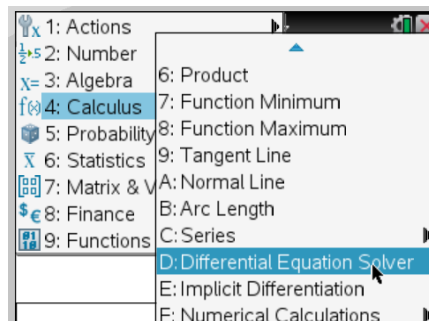 1: Actions
2: Number
3: Algebra
4: Calculus
5: Probability
6: Statistics
7: Matrix & V
8: Finance
9: Functions
6: Product
7: Function Minimum
8: Function Maximum
9: Tangent Line
A: Normal Line
B: Arc Length
C: Series
D: Differential Equation Solver
E: Implicit Differentiation
F: Numerical Calculations